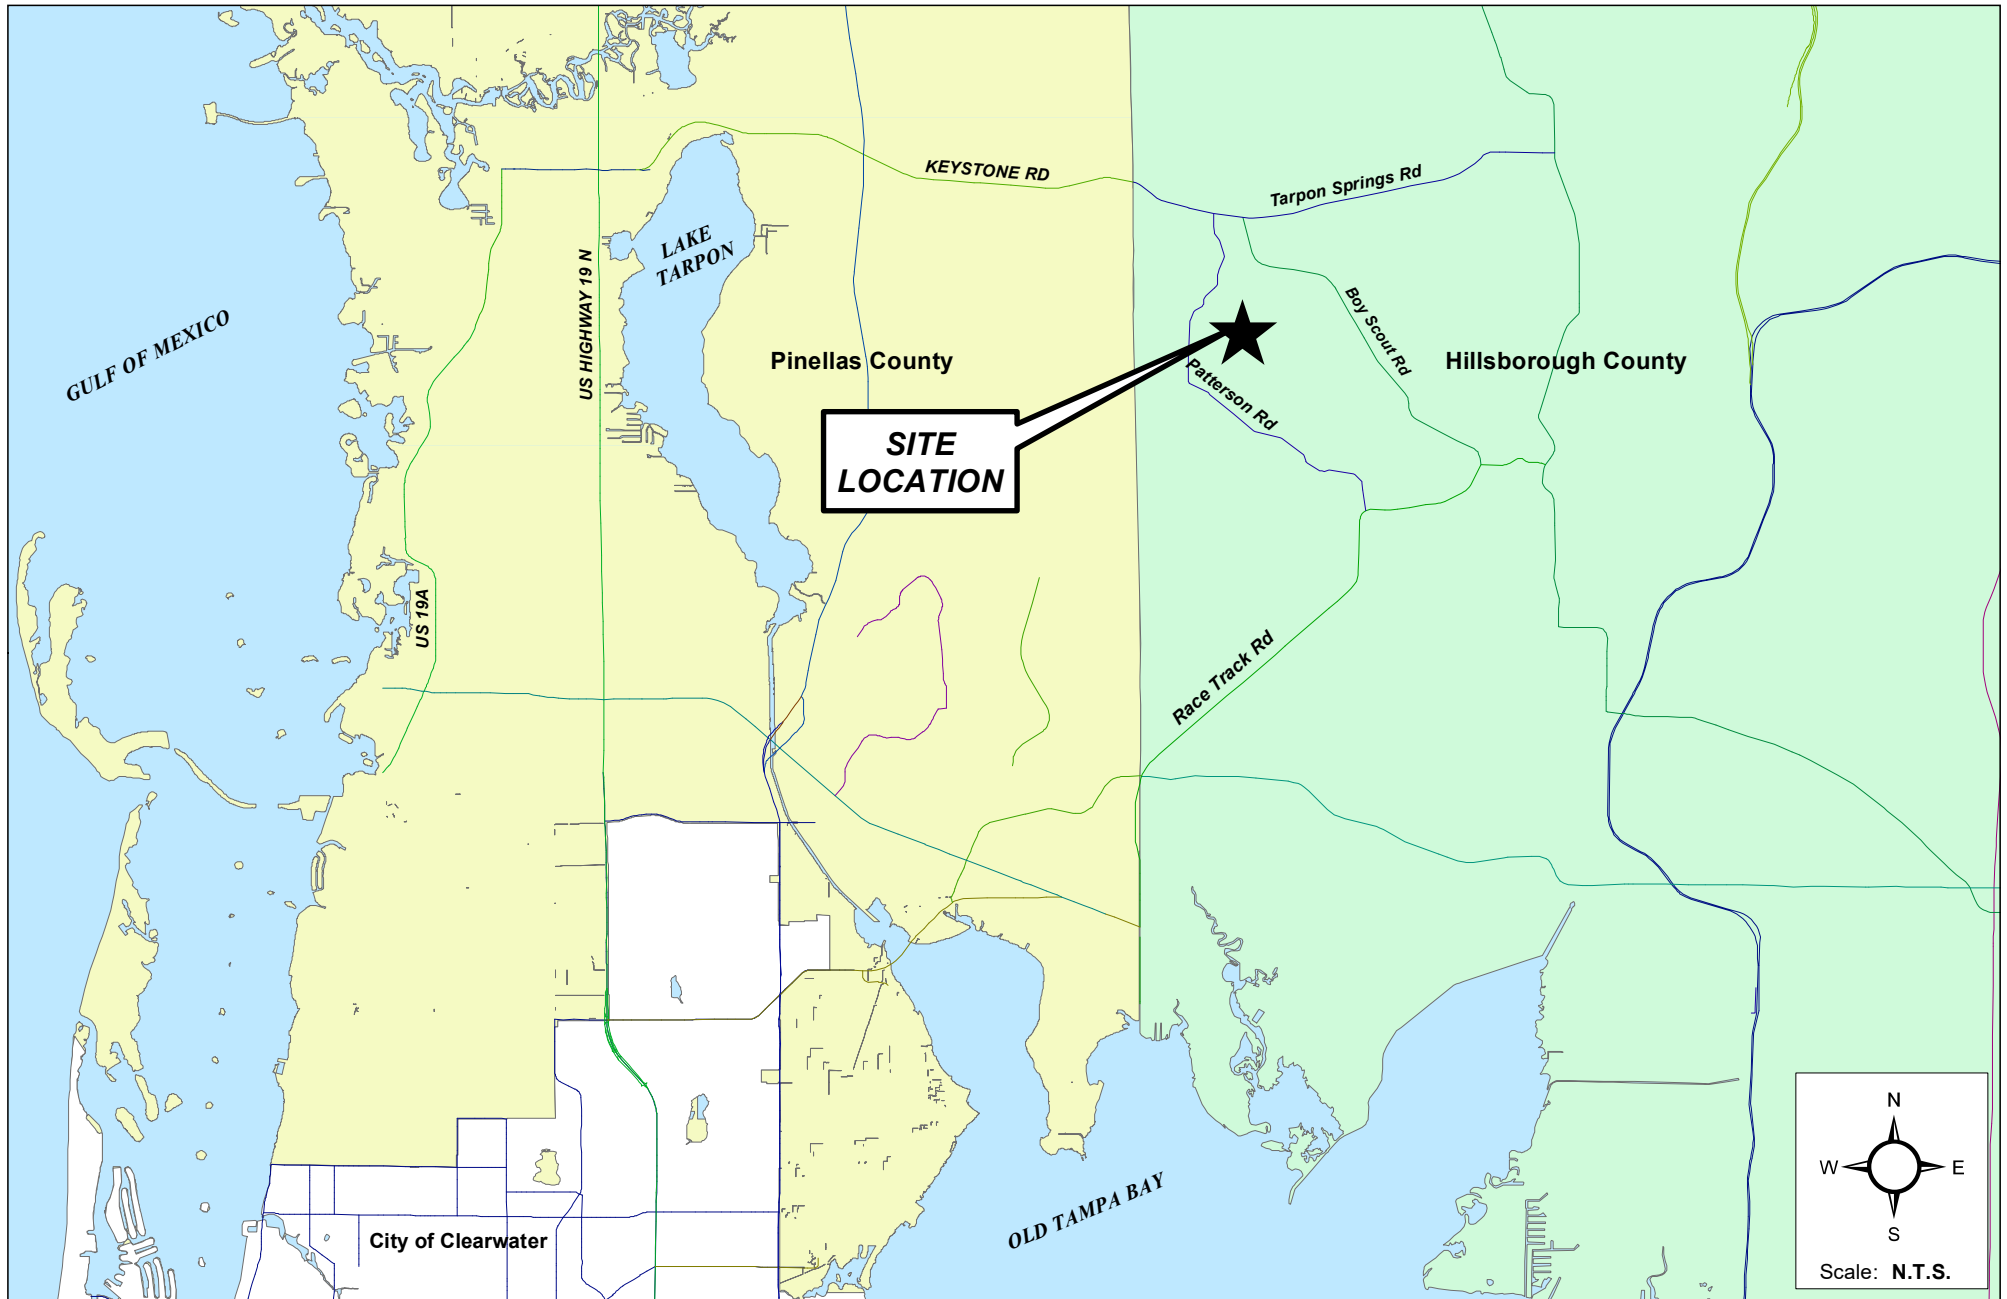 KEYSTONE RD
Tarpon Springs Rd
LAKE
TARPON
US HIGHWAY 19 N
GULF OF MEXICO
Boy Scout Rd
Pinellas County
Hillsborough County
Patterson Rd
SITE
LOCATION
US 19A
Race Track Rd
City of Clearwater
OLD TAMPA BAY
N
W
E
S
Scale: N.T.S.